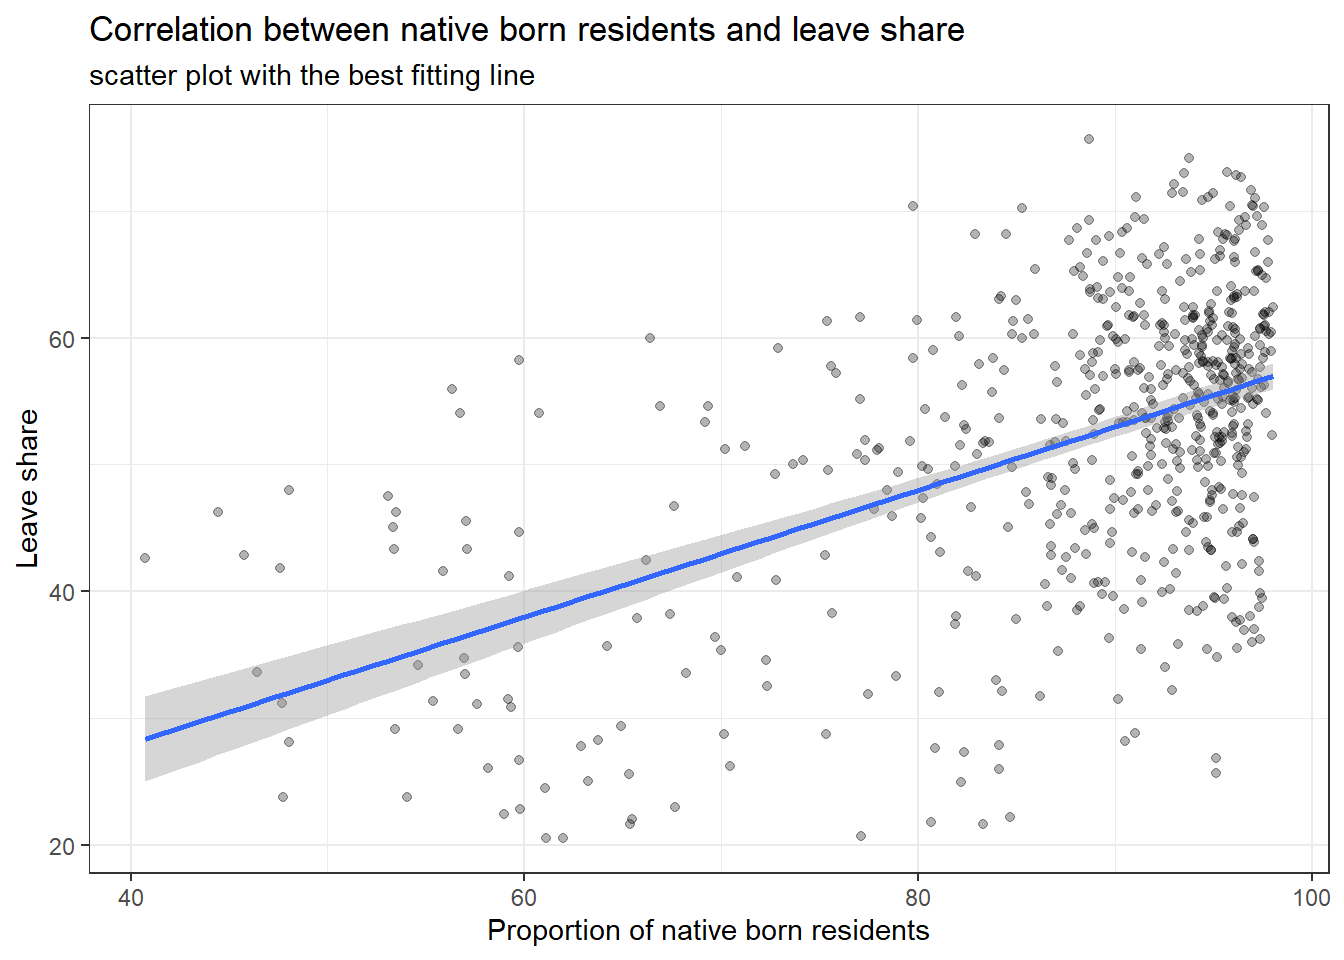 Correlation between native born residents and leave share
scatter plot with the best fitting line
Leave share
60
40
20
40 60 80 100
Proportion of native born residents